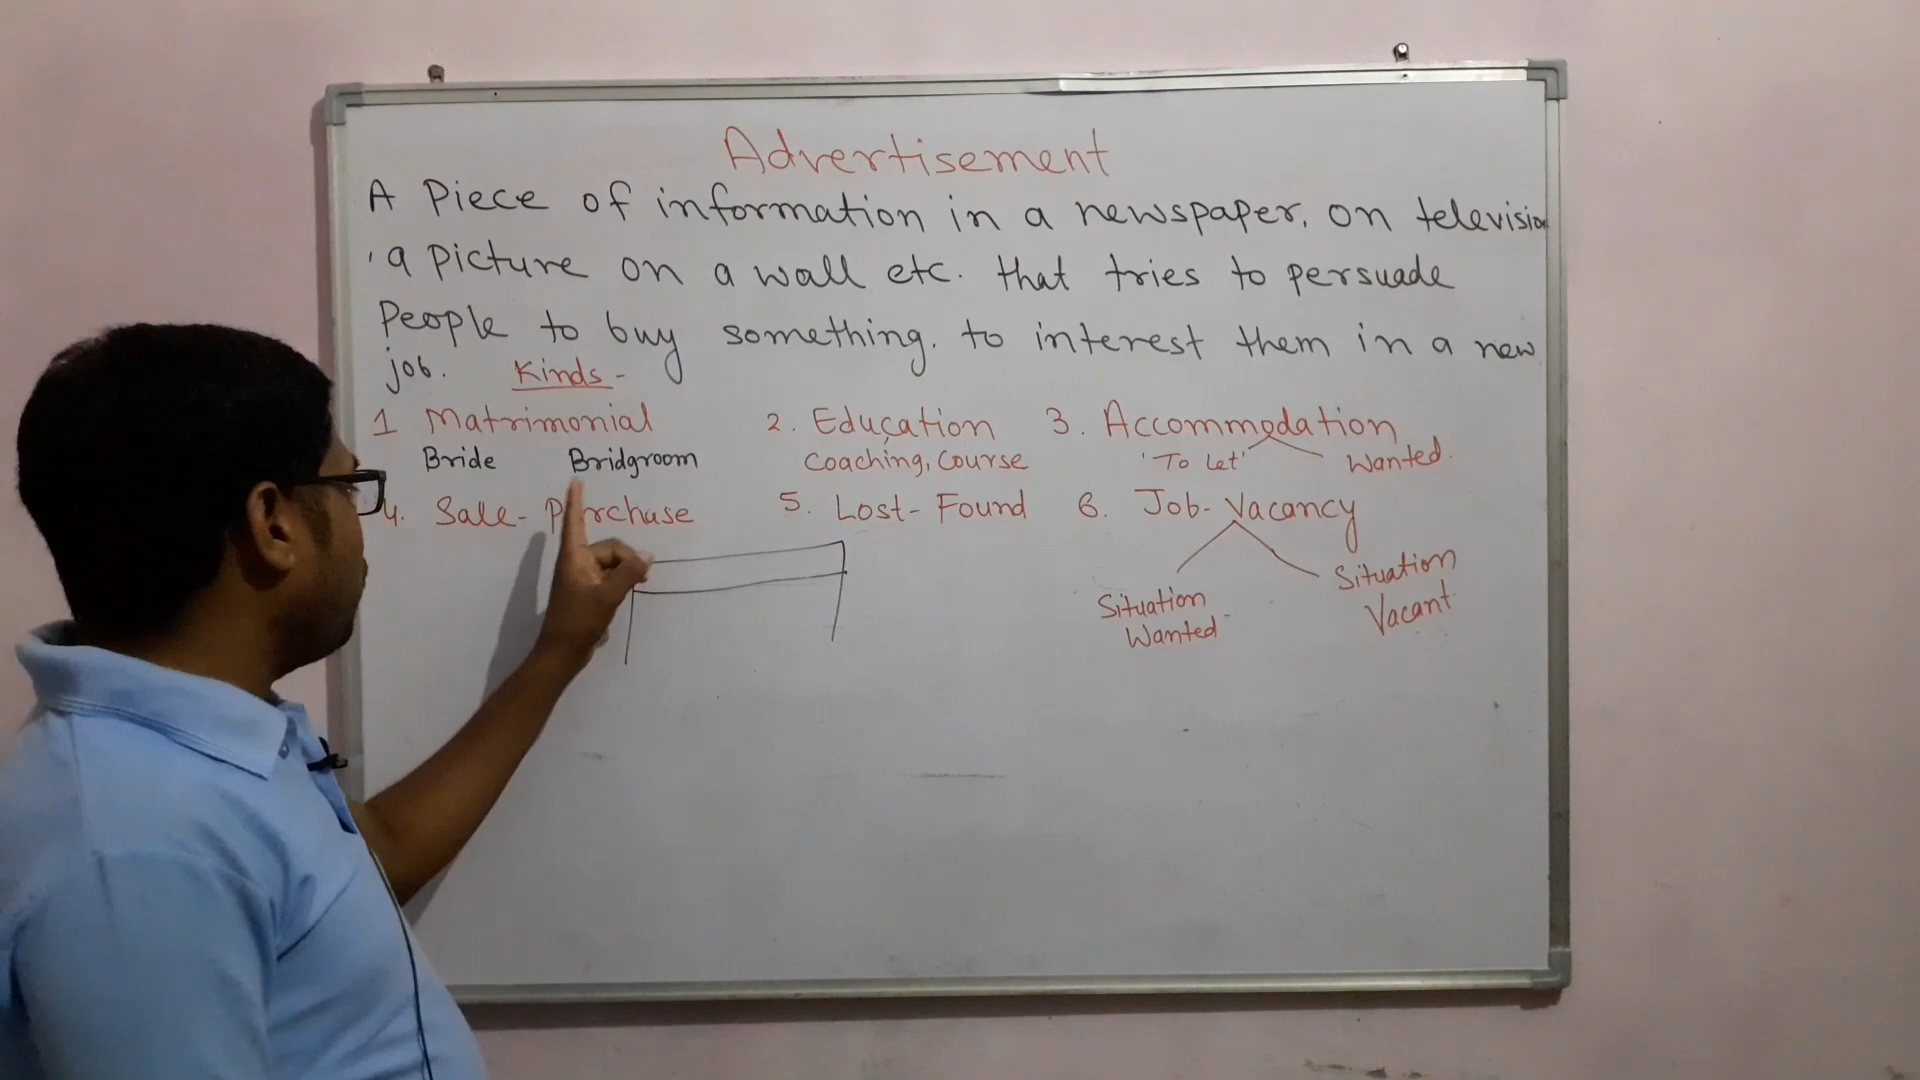 Advertisement
A Piece of information in a newspaper, on television
, a picture on a wall etc. that tries to persuade
People to buy something, to interest them in a new
job. Kinds -
1 Matrimonial 2. Education 3. Accommodation
Bride Bridgroom Coaching, Course 'To Let' Wanted.
4. Sale- Purchase 5. Lost- Found 6. Job- Vacancy
Situation Wanted
Situation Vacant